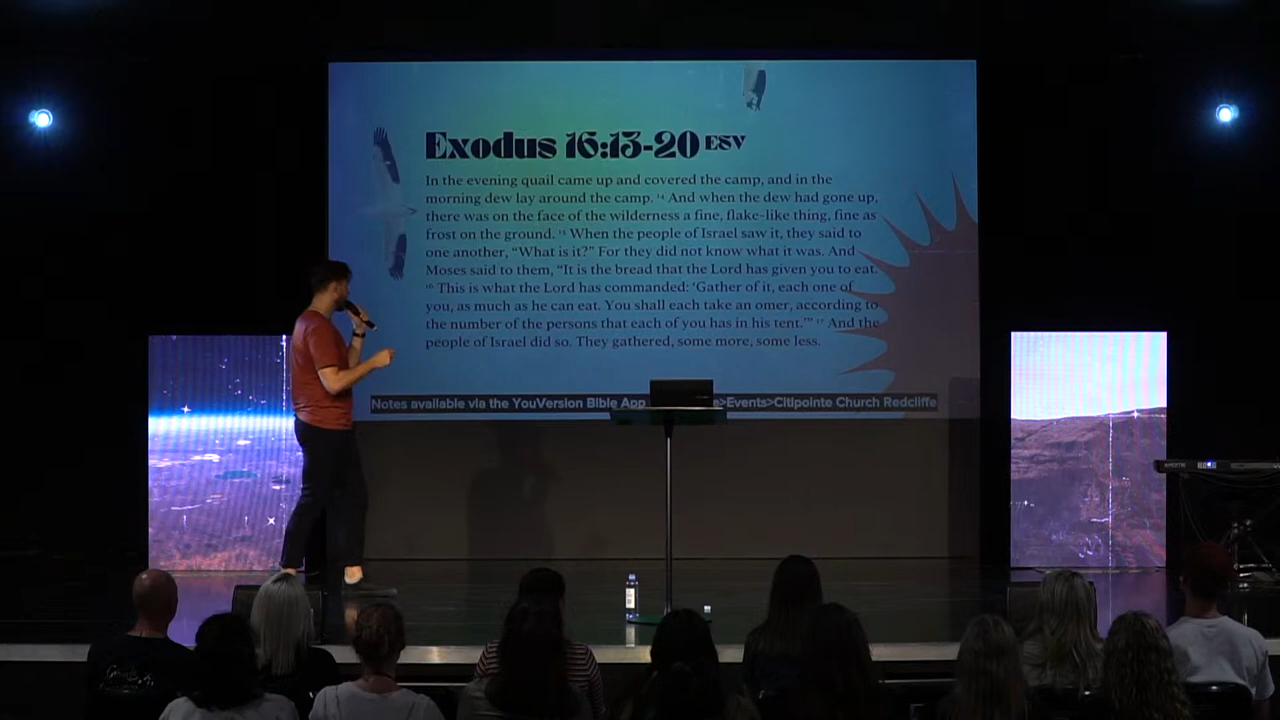 Exodus 16:13-20 ESV
In the evening quail came up and covered the camp, and in the
morning dew lay around the camp. ¹⁴ And when the dew had gone up,
there was on the face of the wilderness a fine, flake-like thing, fine as
frost on the ground. ¹⁵ When the people of Israel saw it, they said to
one another, “What is it?” For they did not know what it was. And
Moses said to them, “It is the bread that the Lord has given you to eat.
¹⁶ This is what the Lord has commanded: ‘Gather of it, each one of
you, as much as he can eat. You shall each take an omer, according to
the number of the persons that each of you has in his tent.’” ¹⁷ And the
people of Israel did so. They gathered, some more, some less.
Notes available via the YouVersion Bible App >Events>Citipointe Church Redcliffe